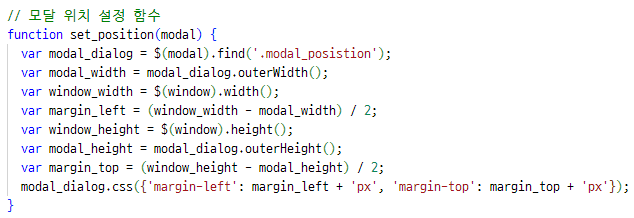 // 모달 위치 설정 함수
function set_position(modal) {
  var modal_dialog = $(modal).find('.modal_posistion');
  var modal_width = modal_dialog.outerWidth();
  var window_width = $(window).width();
  var margin_left = (window_width - modal_width) / 2;
  var window_height = $(window).height();
  var modal_height = modal_dialog.outerHeight();
  var margin_top = (window_height - modal_height) / 2;
  modal_dialog.css({'margin-left': margin_left + 'px', 'margin-top': margin_top + 'px'});
}